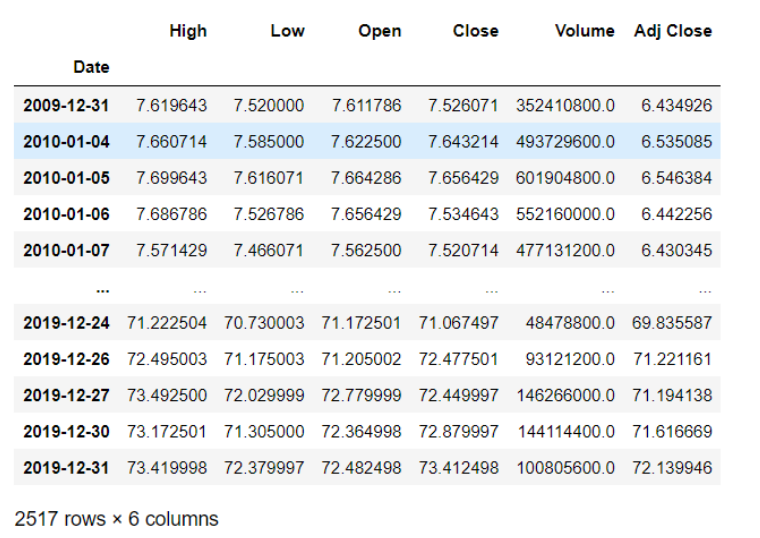 High Low Open Close Volume Adj Close
Date
2009-12-31 7.619643 7.520000 7.611786 7.526071 352410800.0 6.434926
2010-01-04 7.660714 7.585000 7.622500 7.643214 493729600.0 6.535085
2010-01-05 7.699643 7.616071 7.664286 7.656429 601904800.0 6.546384
2010-01-06 7.686786 7.526786 7.656429 7.534643 552160000.0 6.442256
2010-01-07 7.571429 7.466071 7.562500 7.520714 477131200.0 6.430345
... ... ... ... ... ... ...
2019-12-24 71.222504 70.730003 71.172501 71.067497 48478800.0 69.835587
2019-12-26 72.495003 71.175003 71.205002 72.477501 93121200.0 71.221161
2019-12-27 73.492500 72.029999 72.779999 72.449997 146266000.0 71.194138
2019-12-30 73.172501 71.305000 72.364998 72.879997 144114400.0 71.616669
2019-12-31 73.419998 72.379997 72.482498 73.412498 100805600.0 72.139946
2517 rows × 6 columns